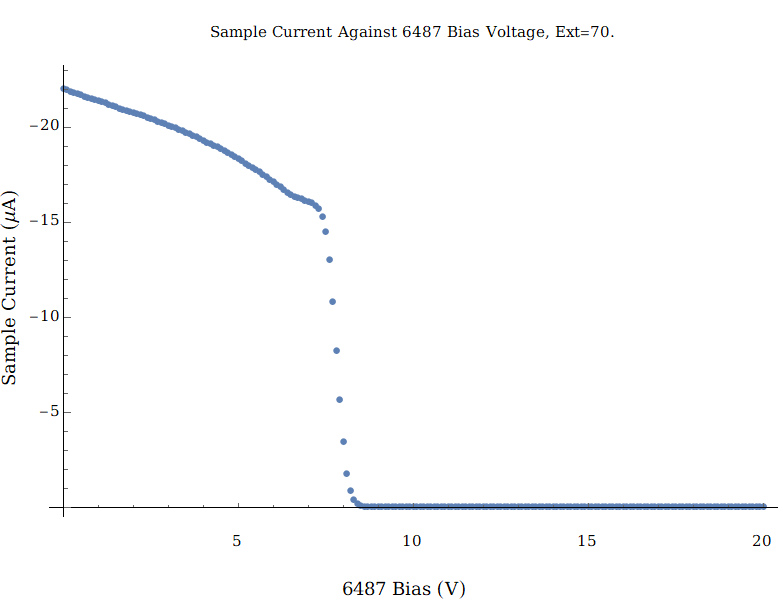 Sample Current Against 6487 Bias Voltage, Ext=70.
Sample Current (μA)
−20
−15
−10
−5
5
10
15
20
6487 Bias (V)